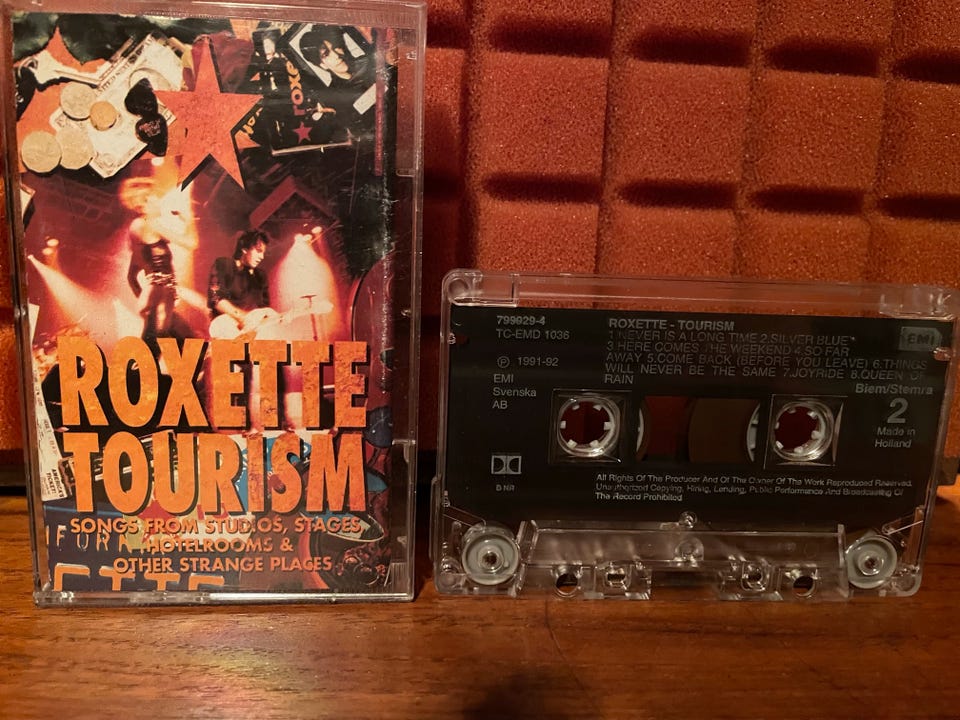 ROXETTE
TOURISM
SONGS FROM STUDIOS, STAGES,
HOTELROOMS &
OTHER STRANGE PLACES
799929-4
TC-EMD 1036
℗ 1991-92
EMI
Svenska
AB
B NR
ROXETTE - TOURISM
1.NEVER IS A LONG TIME 2.SILVER BLUE
3.HERE COMES THE WEEKEND 4.SO FAR
AWAY 5.COME BACK (BEFORE YOU LEAVE) 6.THINGS
WILL NEVER BE THE SAME 7.JOYRIDE 8.QUEEN OF
RAIN
EMI
Biem/Stemra
2
Made in
Holland
All Rights Of The Producer And Of The Owner Of The Work Reproduced Reserved.
Unauthorized Copying, Hiring, Lending, Public Performance And Broadcasting Of
The Record Prohibited